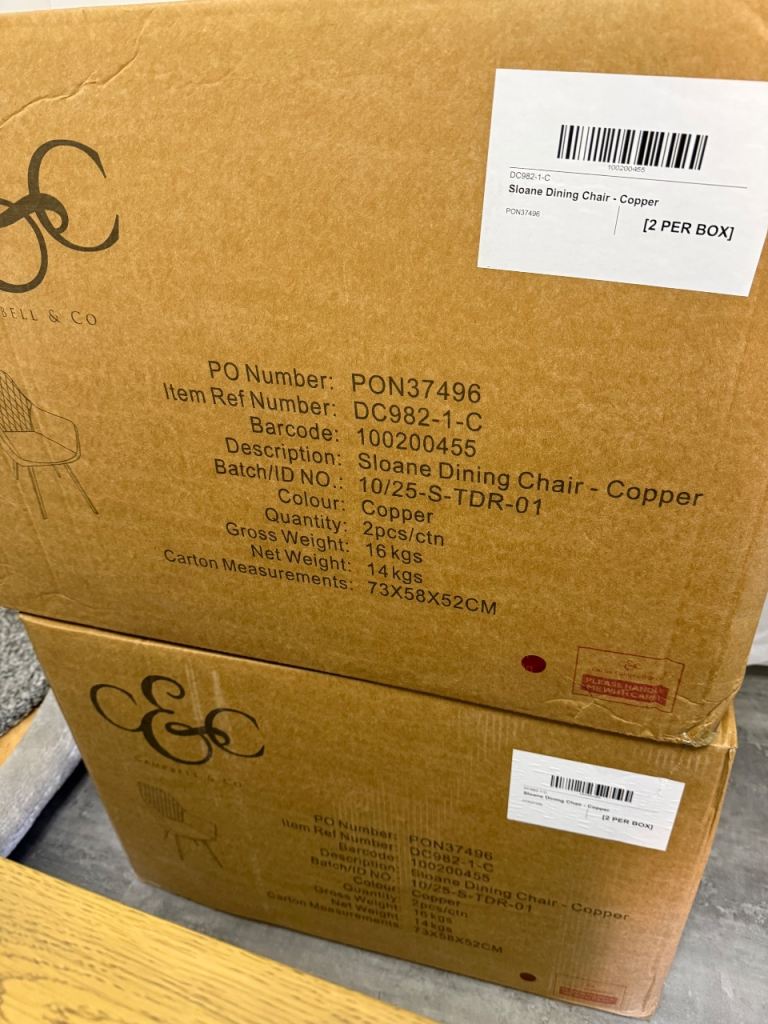 100200455
DC982-1-C
Sloane Dining Chair - Copper
PON37496
[2 PER BOX]
&C
BELL & CO
PO Number: PON37496
Item Ref Number: DC982-1-C
Barcode: 100200455
Description: Sloane Dining Chair - Copper
Batch/ID NO.: 10/25-S-TDR-01
Colour: Copper
Quantity: 2pcs/ctn
Gross Weight: 16kgs
Net Weight: 14kgs
Carton Measurements: 73X58X52CM
PLEASE HANDLE
ME WITH CARE!
C&C
CAMPBELL & CO
DC982-1-C
Sloane Dining Chair - Copper
PON37496
[2 PER BOX]
PO Number: PON37496
Item Ref Number: DC982-1-C
Barcode: 100200455
Description: Sloane Dining Chair - Copper
Batch/ID NO.: 10/25-S-TDR-01
Colour: Copper
Quantity: 2pcs/ctn
Gross Weight: 16kgs
Net Weight: 14kgs
Carton Measurements: 73X58X52CM